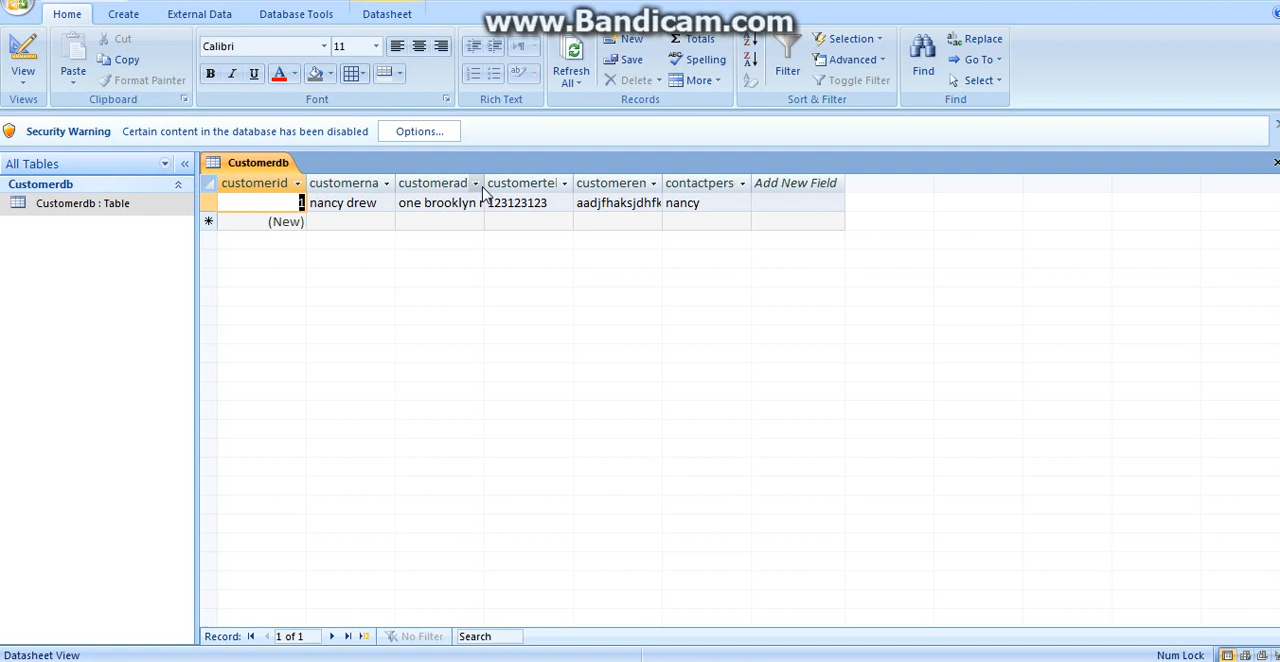 www.Bandicam.com
Home Create External Data Database Tools Datasheet
View
Views
Paste
Cut
Copy
Format Painter
Clipboard
Calibri 11
B I U A
Font
Rich Text
Refresh
All
New
Save
Delete
Totals
Spelling
More
Records
Filter
Selection
Advanced
Toggle Filter
Sort & Filter
Find
Replace
Go To
Select
Find
Security Warning Certain content in the database has been disabled Options...
All Tables
Customerdb
Customerdb : Table
Customerdb
customerid customerna customerad customertel customeren contactpers Add New Field
1 nancy drew one brooklyn r 123123123 aadjfhaksjdhfk nancy
(New)
Record: 1 of 1 No Filter Search
Datasheet View Num Lock